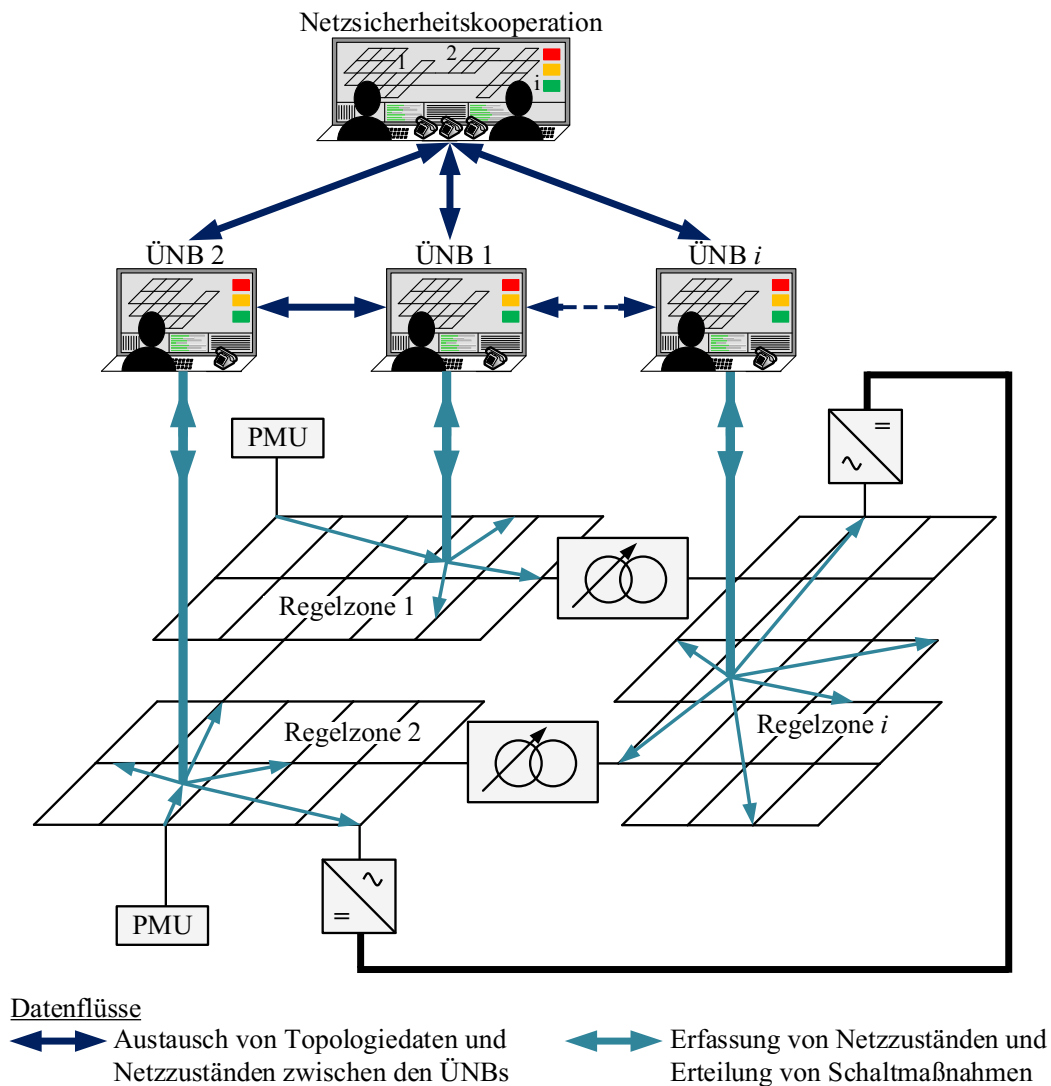 Netzsicherheitskooperation
1
2
i
ÜNB 2
ÜNB 1
ÜNB i
PMU
=
~
Regelzone 1
Regelzone 2
Regelzone i
~
=
PMU
Datenflüsse
Austausch von Topologiedaten und
Netzzuständen zwischen den ÜNBs
Erfassung von Netzzuständen und
Erteilung von Schaltmaßnahmen